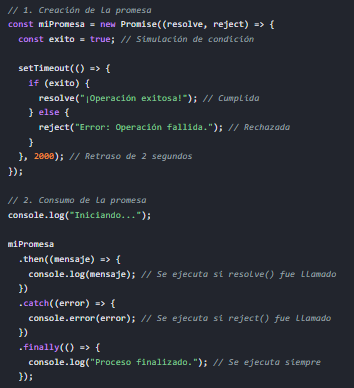 // 1. Creación de la promesa
const miPromesa = new Promise((resolve, reject) => {
  const exito = true; // Simulación de condición

  setTimeout(() => {
    if (exito) {
      resolve("¡Operación exitosa!"); // Cumplida
    } else {
      reject("Error: Operación fallida."); // Rechazada
    }
  }, 2000); // Retraso de 2 segundos
});

// 2. Consumo de la promesa
console.log("Iniciando...");

miPromesa
  .then((mensaje) => {
    console.log(mensaje); // Se ejecuta si resolve() fue llamado
  })
  .catch((error) => {
    console.error(error); // Se ejecuta si reject() fue llamado
  })
  .finally(() => {
    console.log("Proceso finalizado."); // Se ejecuta siempre
  });